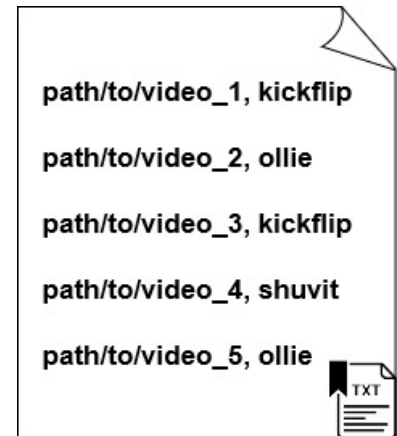 path/to/video_1, kickflip
path/to/video_2, ollie
path/to/video_3, kickflip
path/to/video_4, shuvit
path/to/video_5, ollie
TXT